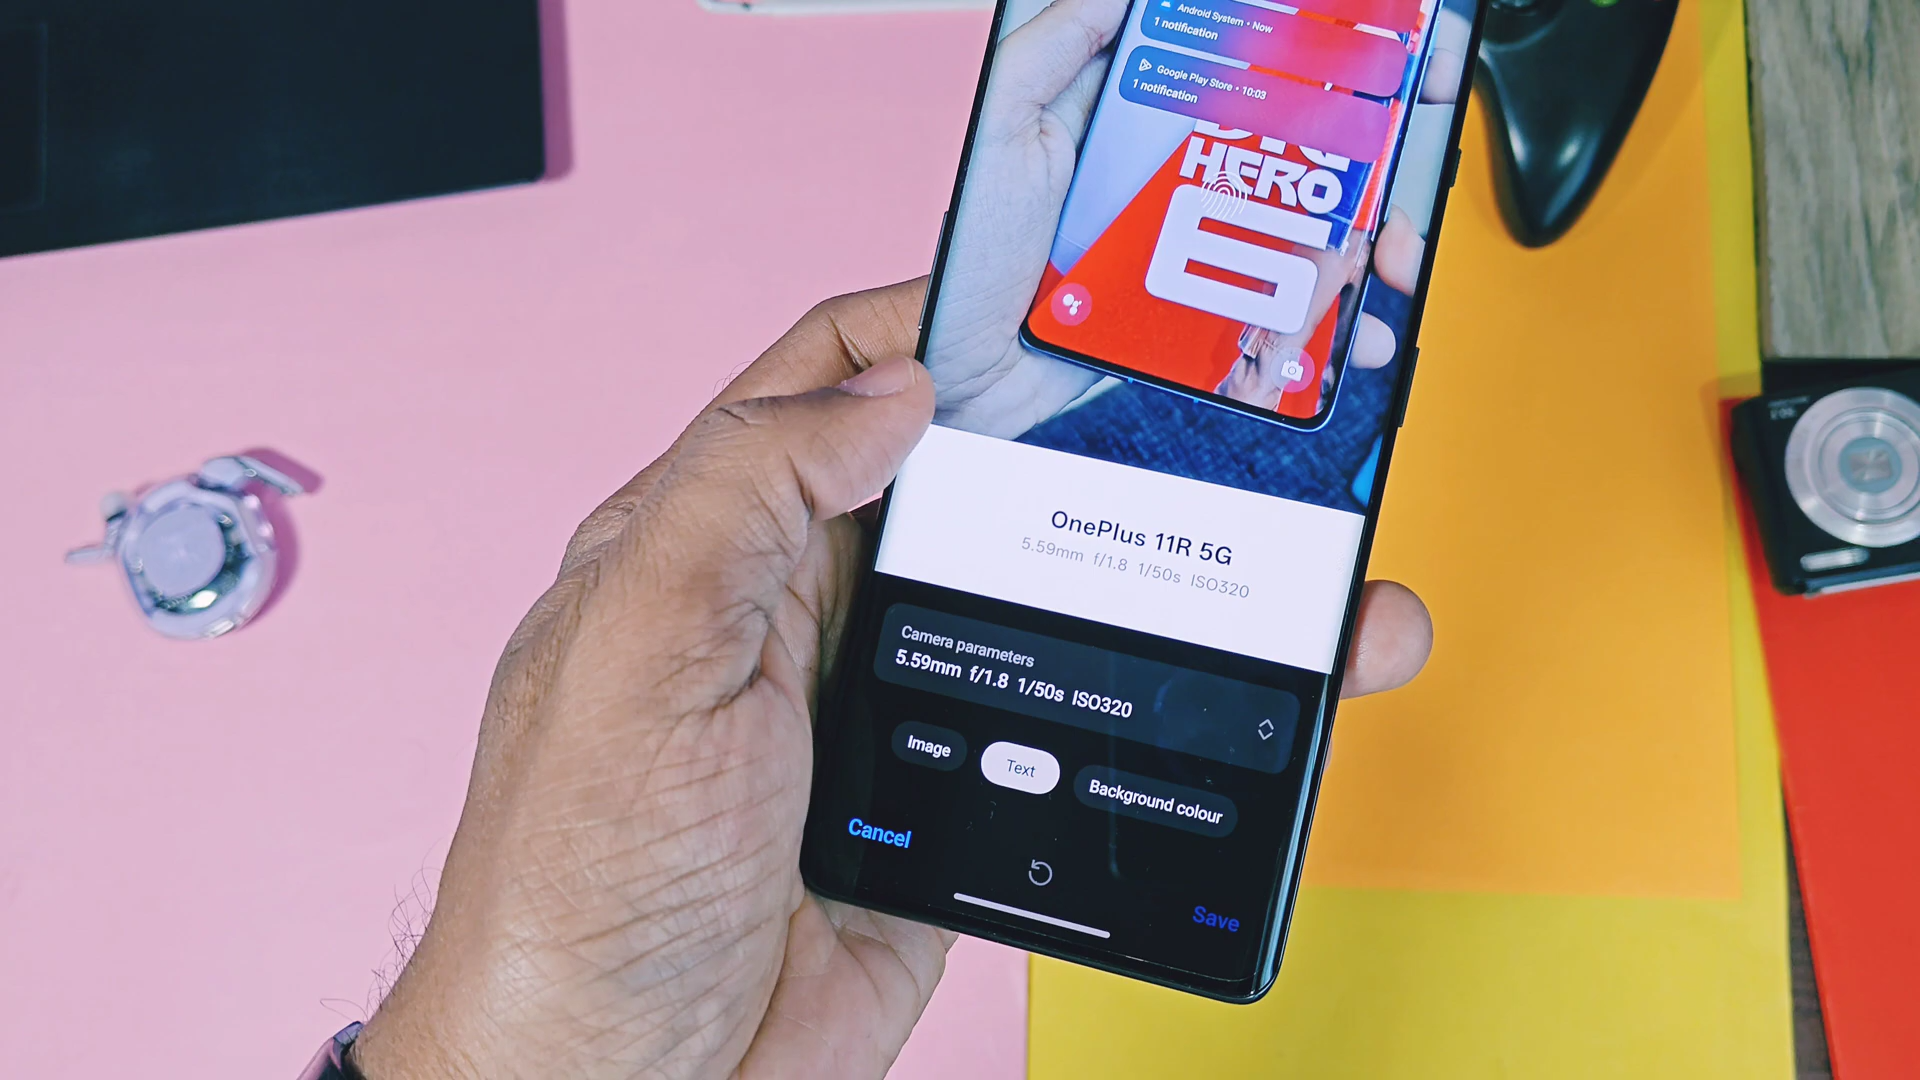 Android System • Now
1 notification
Google Play Store • 10:03
1 notification
BIG
HERO
6
OnePlus 11R 5G
5.59mm f/1.8 1/50s ISO320
Camera parameters
5.59mm f/1.8 1/50s ISO320
Image
Text
Background colour
Cancel
Save